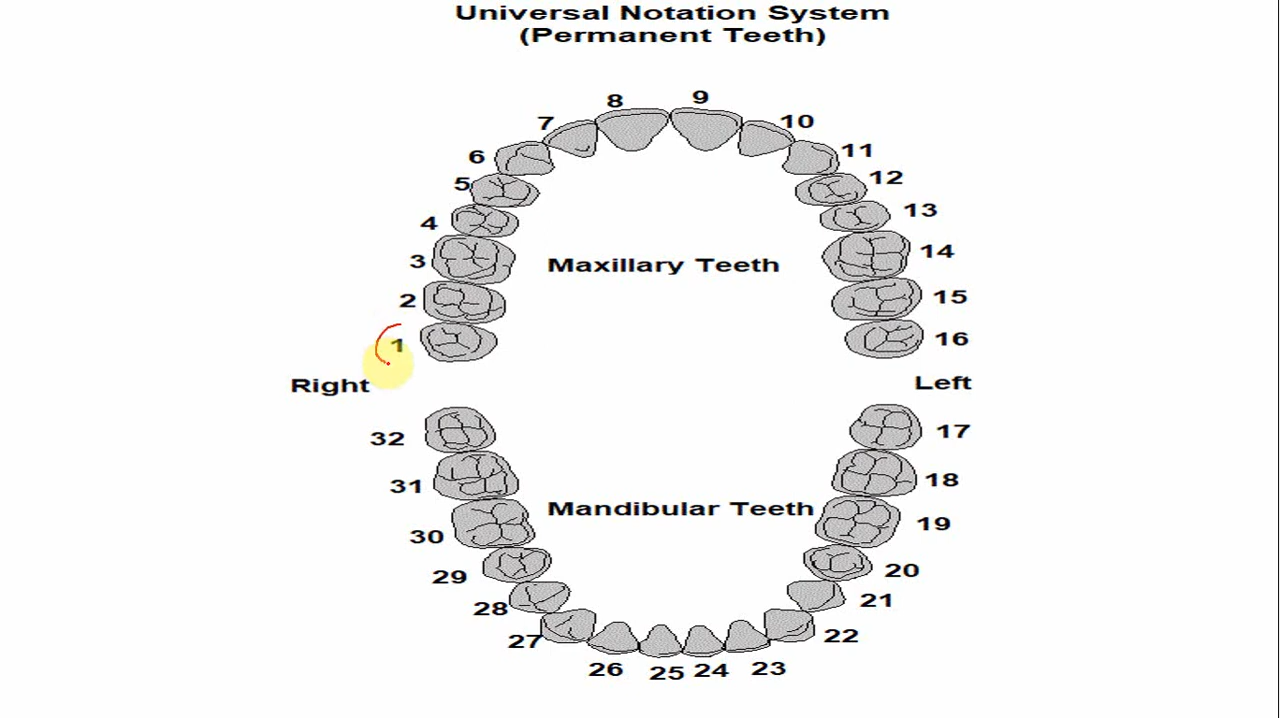 Universal Notation System
(Permanent Teeth)
8 9
7 10
6 11
5 12
4 13
3 Maxillary Teeth 14
2 15
1 16
Right Left
32 17
31 18
Mandibular Teeth
30 19
29 20
28 21
27 22
26 25 24 23